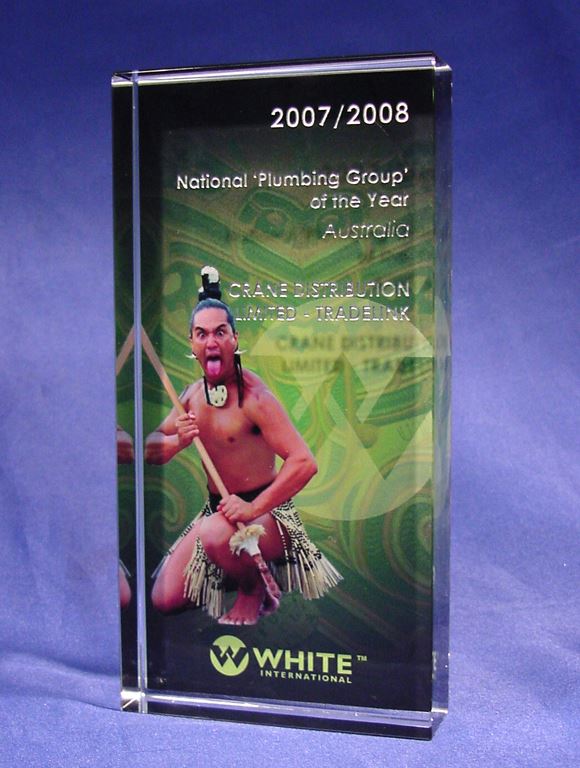 2007/2008
National 'Plumbing Group'
of the Year
Australia
CRANE DISTRIBUTION
LIMITED - TRADELINK
WHITE™
INTERNATIONAL